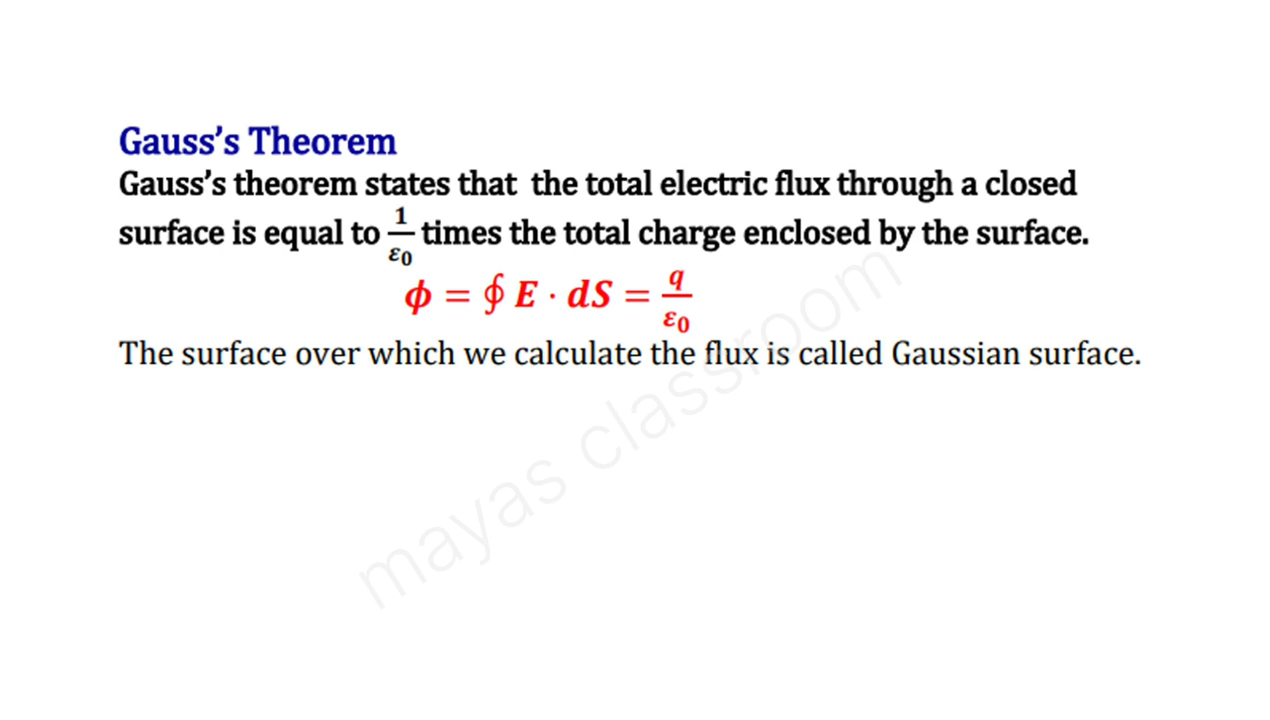 Gauss’s Theorem
Gauss’s theorem states that the total electric flux through a closed
surface is equal to 1/ε₀ times the total charge enclosed by the surface.
ϕ = ∮ E · dS = q/ε₀
The surface over which we calculate the flux is called Gaussian surface.
mayas classroom